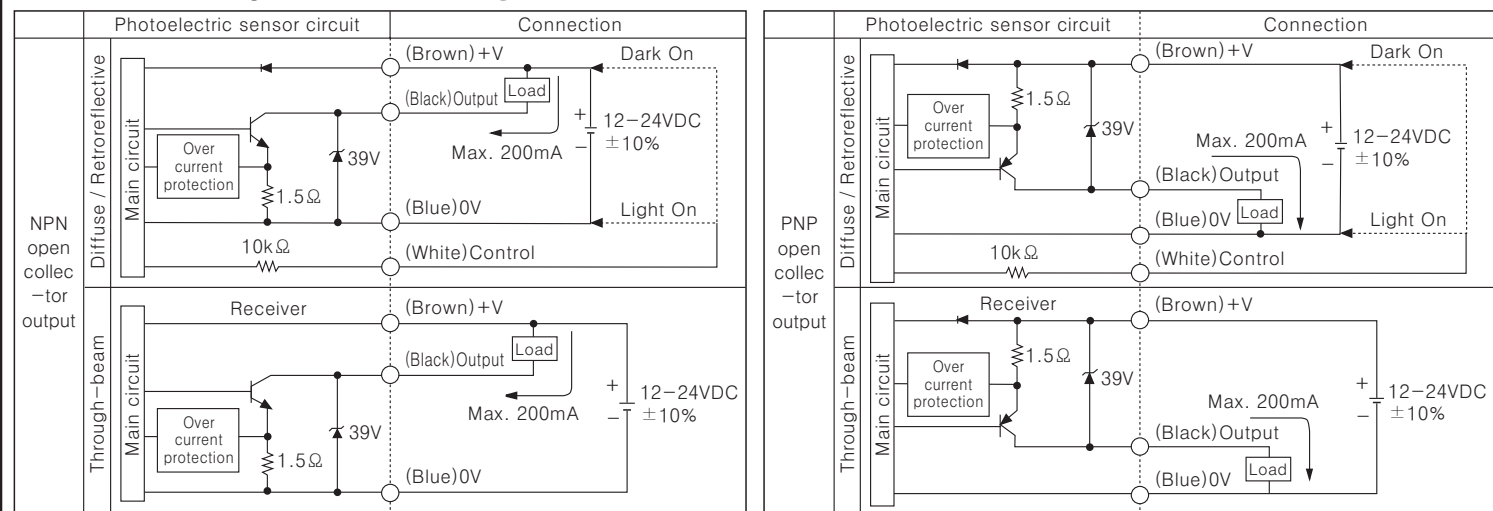 Photoelectric sensor circuit
Connection
NPN
open
collec
-tor
output
Diffuse / Retroreflective
Main circuit
Over
current
protection
1.5Ω
39V
10kΩ
(Brown)+V
(Black)Output
Load
(Blue)0V
(White)Control
Max. 200mA
+
−
12-24VDC
±10%
Dark On
Light On
Through-beam
Main circuit
Receiver
Over
current
protection
1.5Ω
39V
(Brown)+V
(Black)Output
Load
(Blue)0V
Max. 200mA
+
−
12-24VDC
±10%
Photoelectric sensor circuit
Connection
PNP
open
collec
-tor
output
Diffuse / Retroreflective
Main circuit
Over
current
protection
1.5Ω
39V
10kΩ
(Brown)+V
(Black)Output
Load
(Blue)0V
(White)Control
Max. 200mA
+
−
12-24VDC
±10%
Dark On
Light On
Through-beam
Main circuit
Receiver
Over
current
protection
1.5Ω
39V
(Brown)+V
(Black)Output
Load
(Blue)0V
Max. 200mA
+
−
12-24VDC
±10%